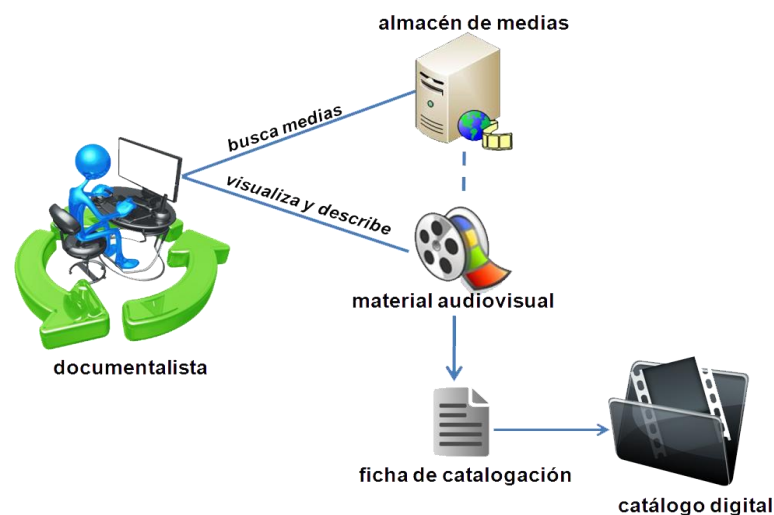 almacén de medias
busca medias
visualiza y describe
material audiovisual
documentalista
ficha de catalogación
catálogo digital